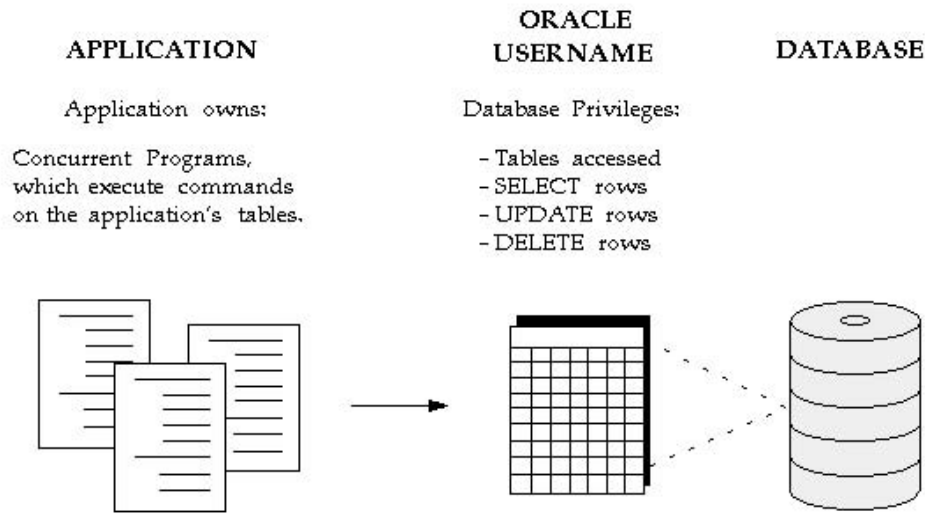 APPLICATION
Application owns:
Concurrent Programs,
which execute commands
on the application's tables.
ORACLE
USERNAME
Database Privileges:
- Tables accessed
- SELECT rows
- UPDATE rows
- DELETE rows
DATABASE